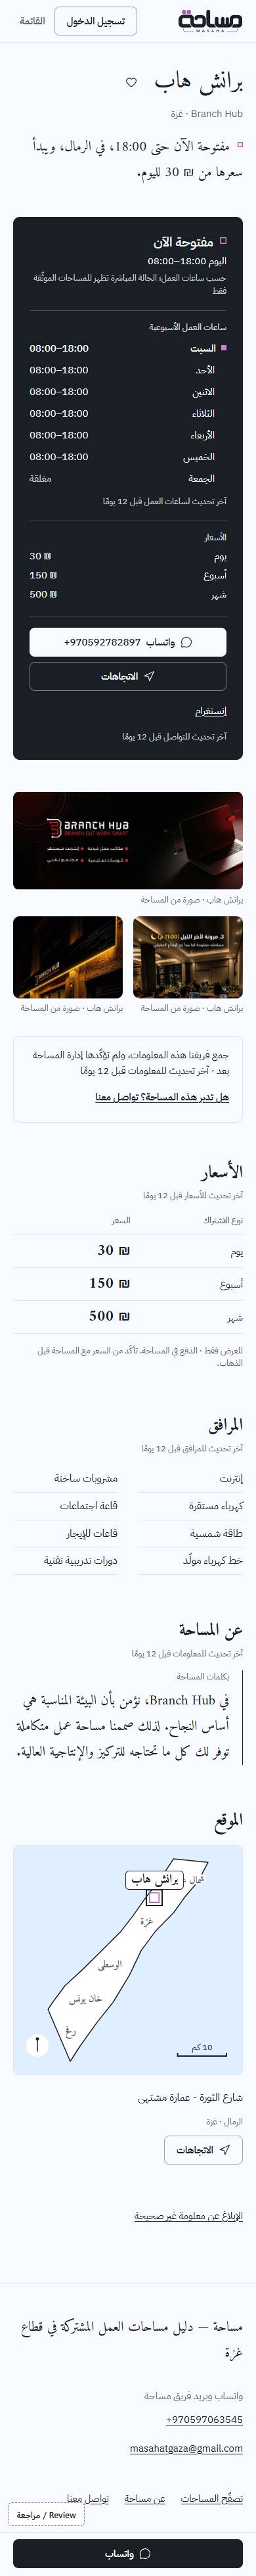 مساحة
MASAHA
تسجيل الدخول
القائمة
برانش هاب
Branch Hub · غزة
مفتوحة الآن حتى 18:00، في الرمال، ويبدأ
سعرها من ₪ 30 لليوم.
مفتوحة الآن
اليوم 08:00–18:00
حسب ساعات العمل؛ الحالة المباشرة تظهر للمساحات الموثّقة
فقط
ساعات العمل الأسبوعية
السبت 08:00–18:00
الأحد 08:00–18:00
الاثنين 08:00–18:00
الثلاثاء 08:00–18:00
الأربعاء 08:00–18:00
الخميس 08:00–18:00
الجمعة مغلقة
آخر تحديث لساعات العمل قبل 12 يومًا
الأسعار
يوم ₪ 30
أسبوع ₪ 150
شهر ₪ 500
واتساب +970592782897
الاتجاهات
إنستغرام
آخر تحديث للتواصل قبل 12 يومًا
BRANCH HUB
BRANCH OUT WORK SMART
برانش هاب · صورة من المساحة
برانش هاب · صورة من المساحة
برانش هاب · صورة من المساحة
جمع فريقنا هذه المعلومات، ولم تؤكّدها إدارة المساحة
بعد · آخر تحديث للمعلومات قبل 12 يومًا
هل تدير هذه المساحة؟ تواصل معنا
الأسعار
آخر تحديث للأسعار قبل 12 يومًا
نوع الاشتراك السعر
يوم ₪ 30
أسبوع ₪ 150
شهر ₪ 500
للعرض فقط · الدفع في المساحة. تأكّد من السعر مع المساحة قبل
الذهاب.
المرافق
آخر تحديث للمرافق قبل 12 يومًا
إنترنت مشروبات ساخنة
كهرباء مستقرة قاعة اجتماعات
طاقة شمسية قاعات للإيجار
خط كهرباء مولّد دورات تدريبية تقنية
عن المساحة
آخر تحديث للمعلومات قبل 12 يومًا
بكلمات المساحة
في Branch Hub، نؤمن بأن البيئة المناسبة هي
أساس النجاح. لذلك صممنا مساحة عمل متكاملة
توفر لك كل ما تحتاجه للتركيز والإنتاجية العالية.
الموقع
برانش هاب
شمال
غزة
الوسطى
خان يونس
رفح
10 كم
شارع الثورة - عمارة مشتهى
الرمال · غزة
الاتجاهات
الإبلاغ عن معلومة غير صحيحة
مساحة — دليل مساحات العمل المشتركة في قطاع
غزة
واتساب وبريد فريق مساحة
+970597063545
masahatgaza@gmail.com
تصفّح المساحات عن مساحة تواصل معنا
Review / مراجعة
واتساب